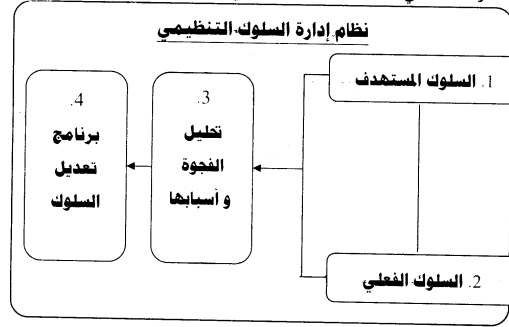 نظام إدارة السلوك التنظيمي
1. السلوك المستهدف
3.
تحليل
الفجوة
و أسبابها
4.
برنامج
تعديل
السلوك
2. السلوك الفعلي